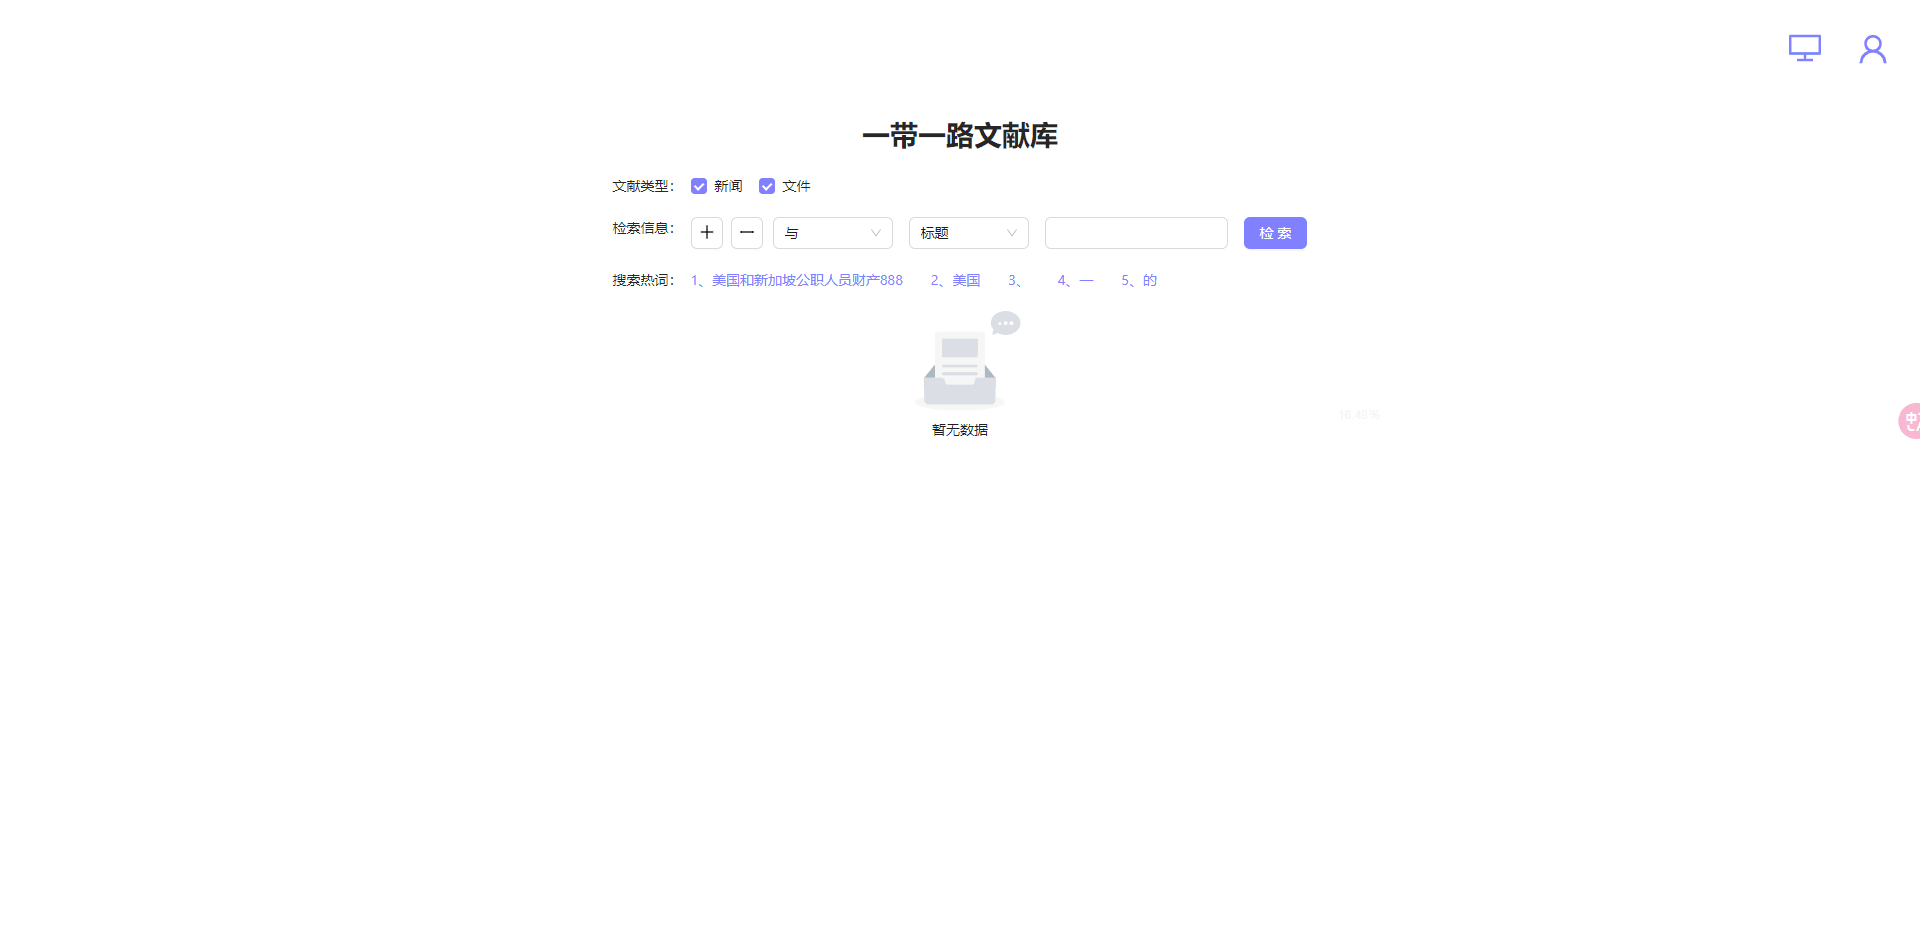 一带一路文献库
文献类型： 新闻 文件
检索信息： 与 标题 检 索
搜索热词： 1、美国和新加坡公职人员财产888 2、美国 3、 4、一 5、的
暂无数据